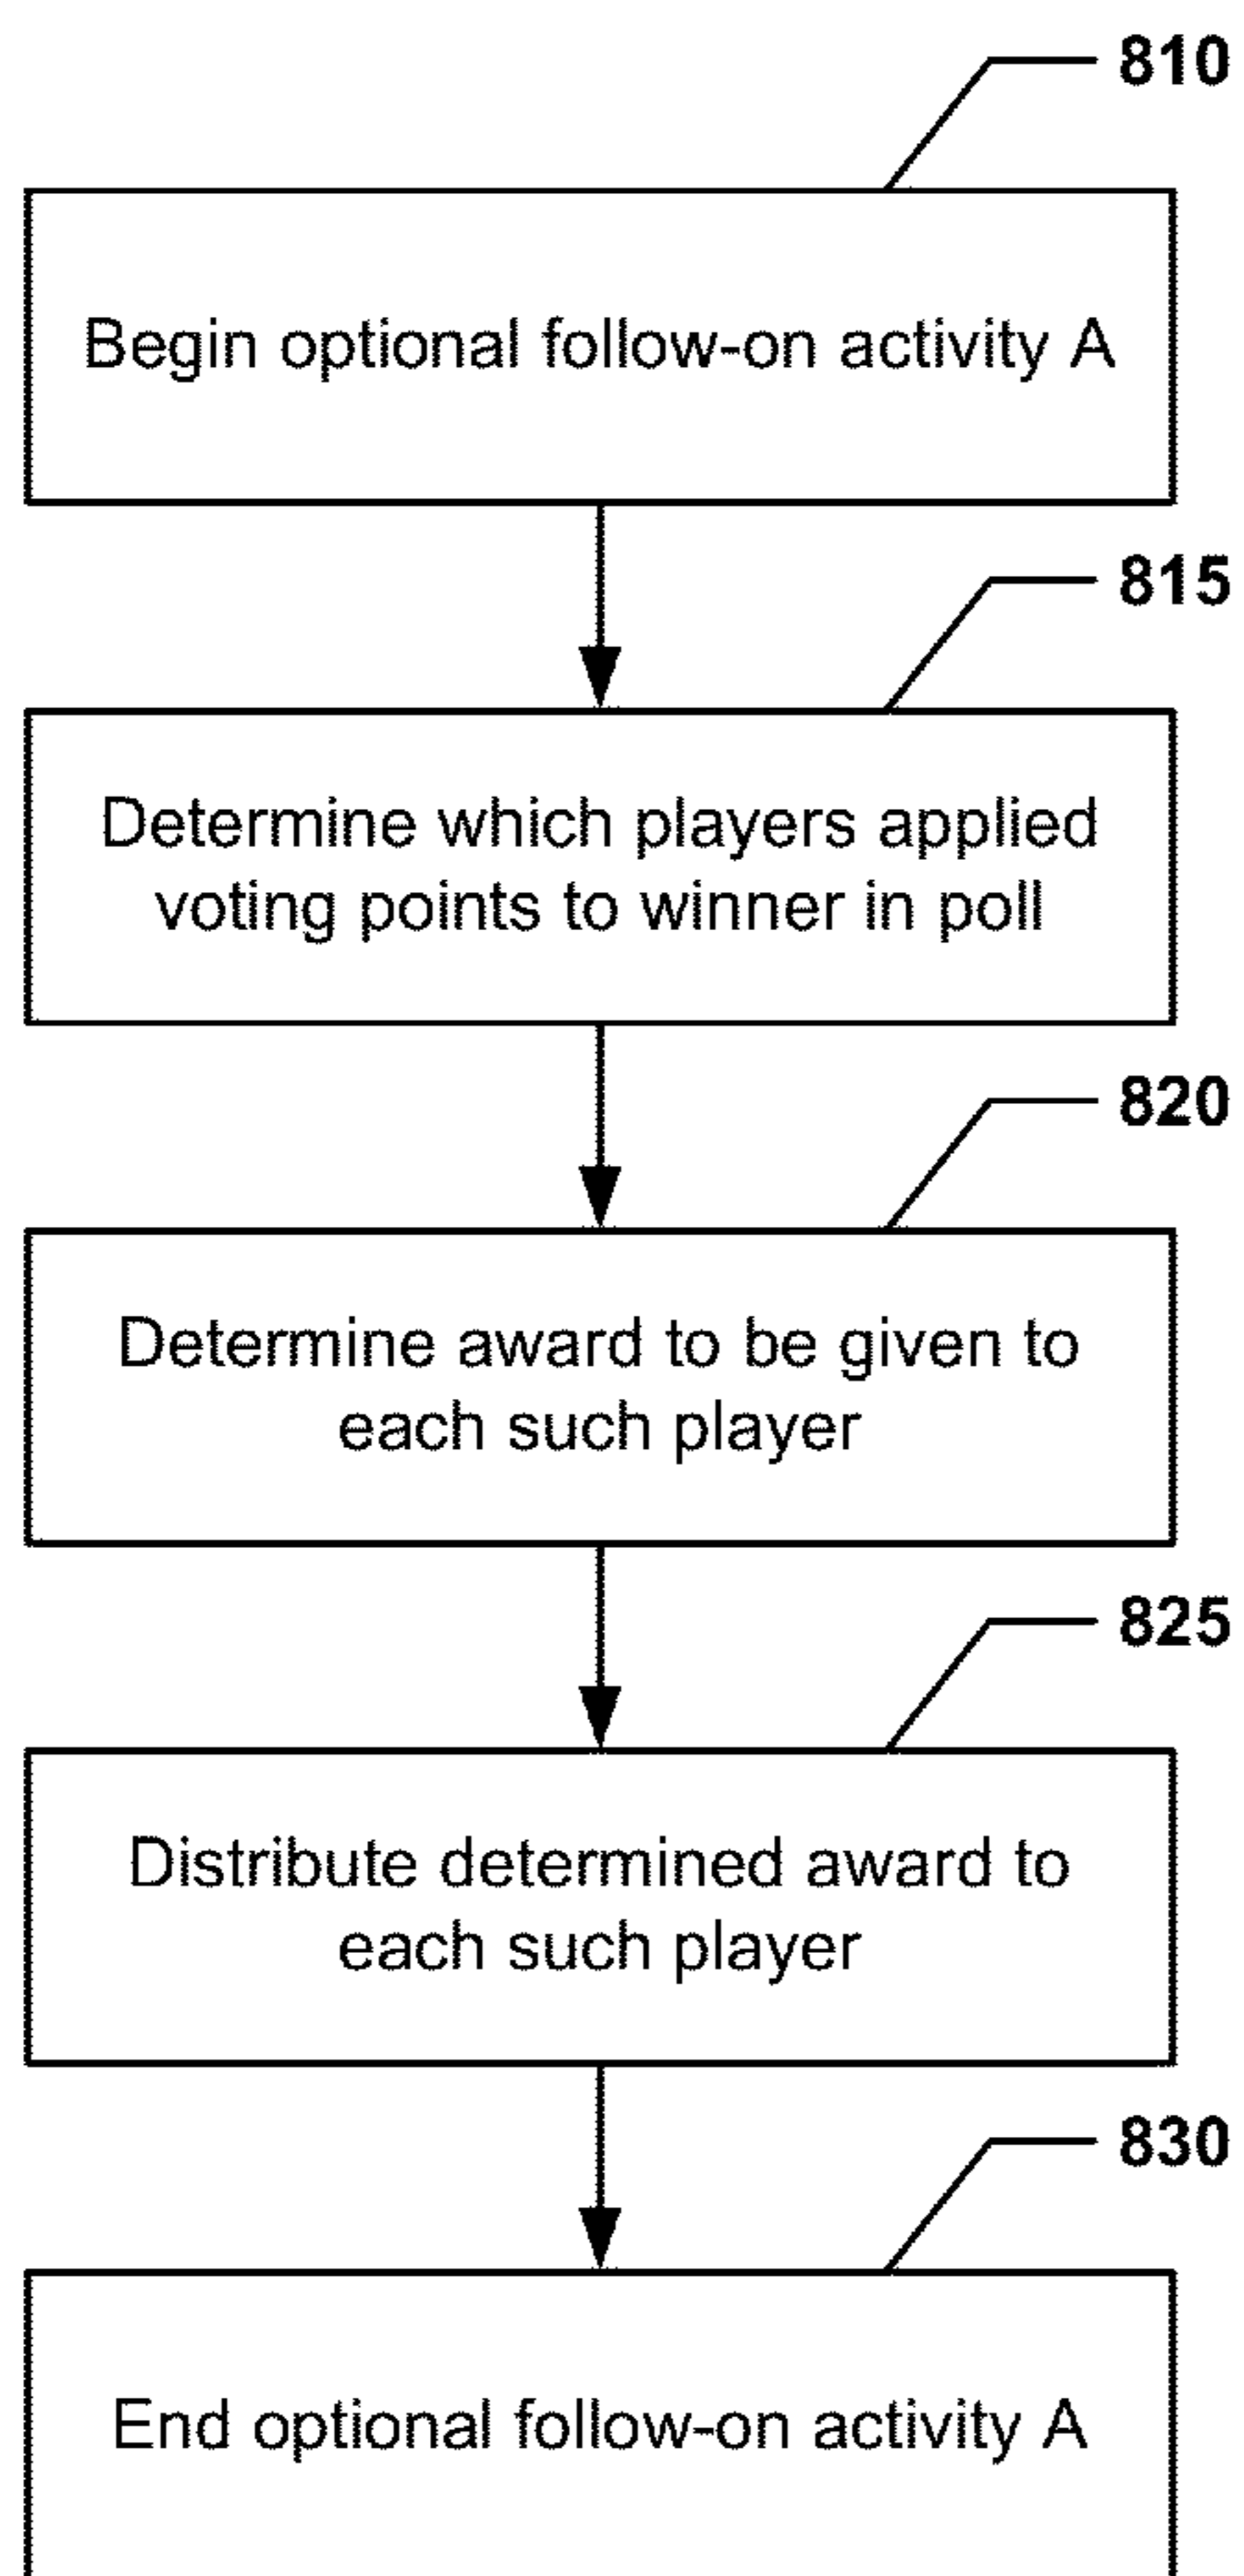 810
Begin optional follow-on activity A
815
Determine which players applied
voting points to winner in poll
820
Determine award to be given to
each such player
825
Distribute determined award to
each such player
830
End optional follow-on activity A